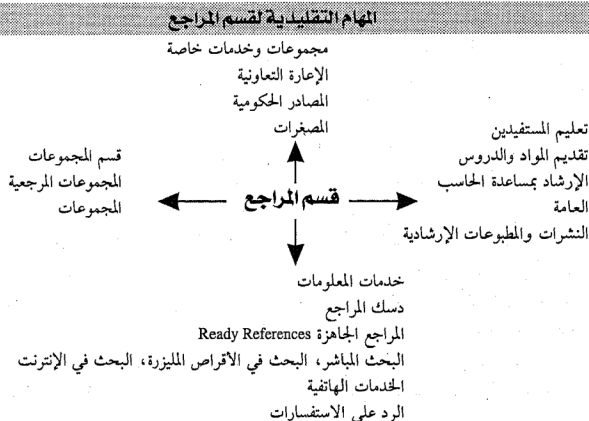 المهام التقليدية لقسم المراجع
مجموعات وخدمات خاصة
الإعارة التعاونية
المصادر الحكومية
المصغرات
تعليم المستفيدين
تقديم المواد والدروس
الإرشاد بمساعدة الحاسب
العامة
النشرات والمطبوعات الإرشادية
قسم المراجع
قسم المجموعات
المجموعات المرجعية
المجموعات
خدمات المعلومات
دسك المراجع
المراجع الجاهزة Ready References
البحث المباشر، البحث في الأقراص المليزرة، البحث في الإنترنت
الخدمات الهاتفية
الرد على الاستفسارات